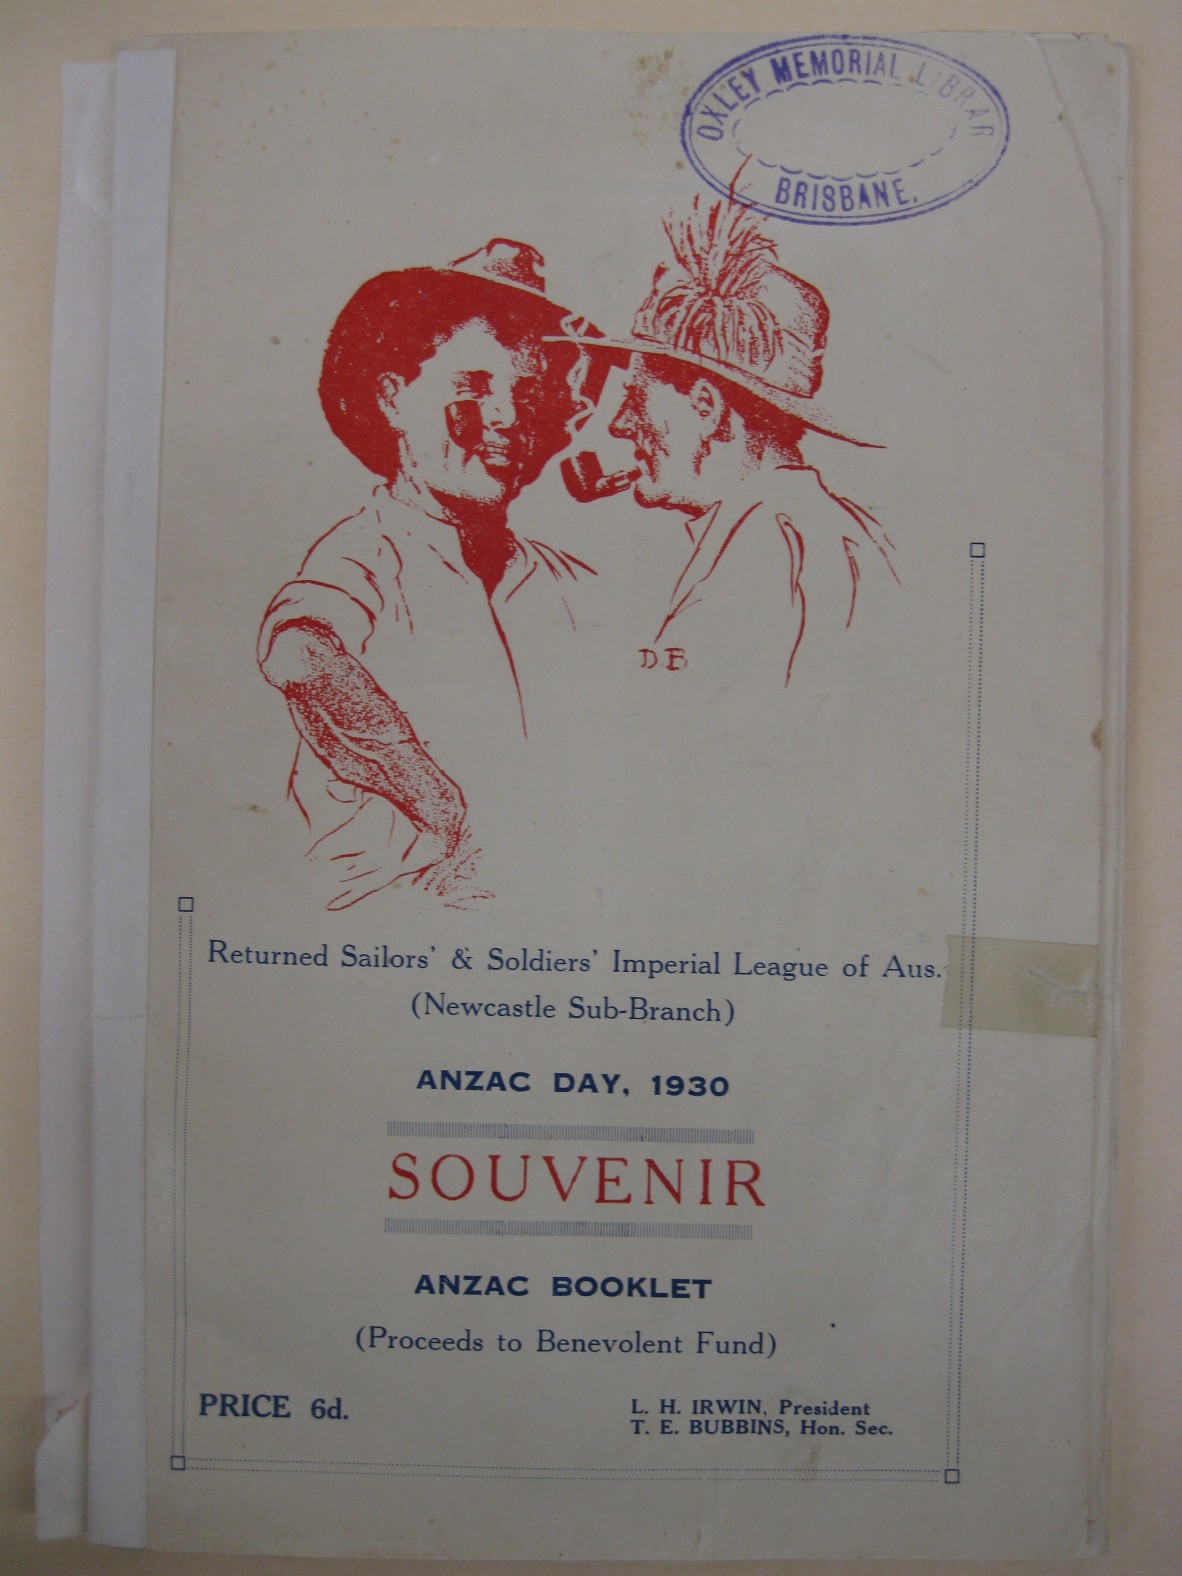 OXLEY MEMORIAL LIBRAR
BRISBANE.
D.B
Returned Sailors' & Soldiers' Imperial League of Aus.
(Newcastle Sub-Branch)
ANZAC DAY, 1930
SOUVENIR
ANZAC BOOKLET
(Proceeds to Benevolent Fund)
PRICE 6d.
L. H. IRWIN, President
T. E. BUBBINS, Hon. Sec.